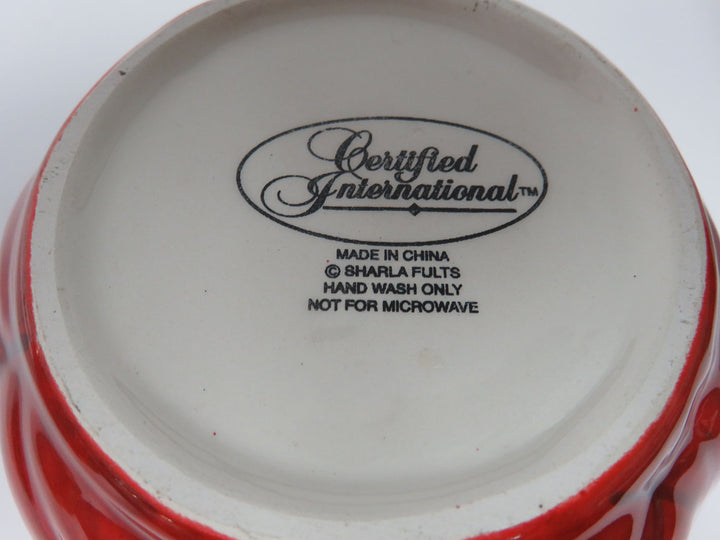 Certified
International™
MADE IN CHINA
© SHARLA FULTS
HAND WASH ONLY
NOT FOR MICROWAVE